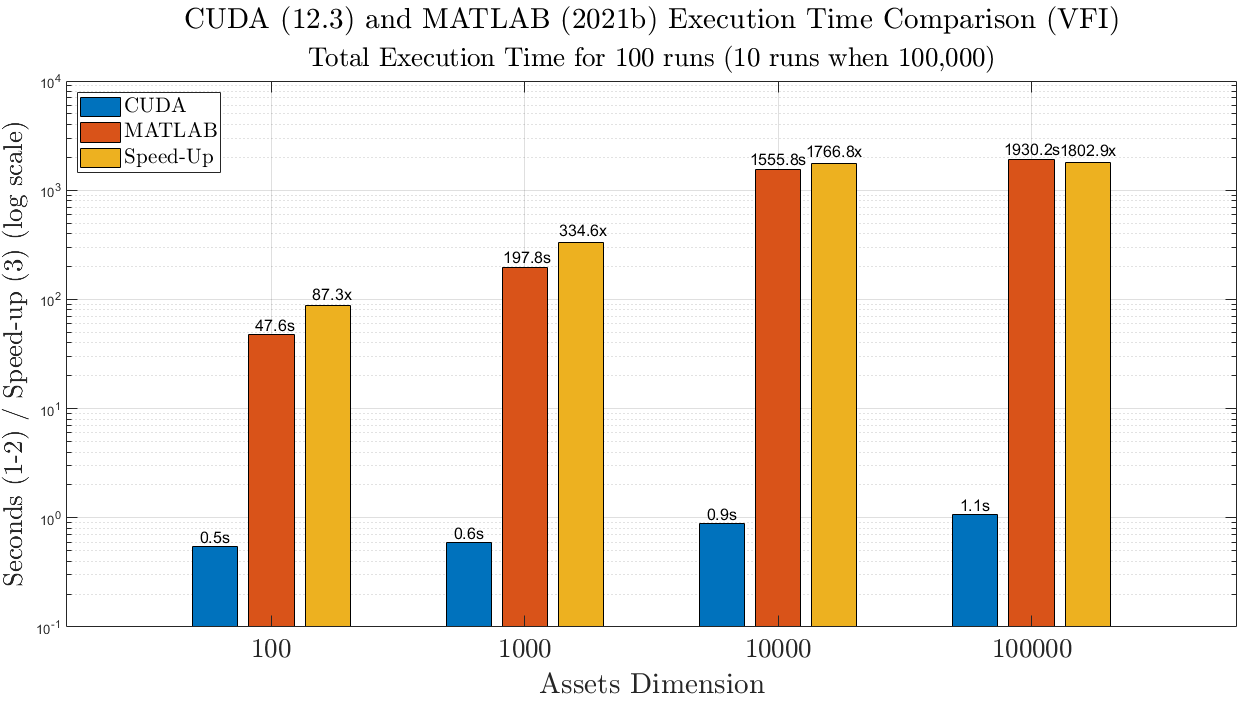 CUDA (12.3) and MATLAB (2021b) Execution Time Comparison (VFI)
Total Execution Time for 100 runs (10 runs when 100,000)
Seconds (1-2) / Speed-up (3) (log scale)
10^4
10^3
10^2
10^1
10^0
10^-1
CUDA
MATLAB
Speed-Up
0.5s
47.6s
87.3x
0.6s
197.8s
334.6x
0.9s
1555.8s
1766.8x
1.1s
1930.2s
1802.9x
100
1000
10000
100000
Assets Dimension